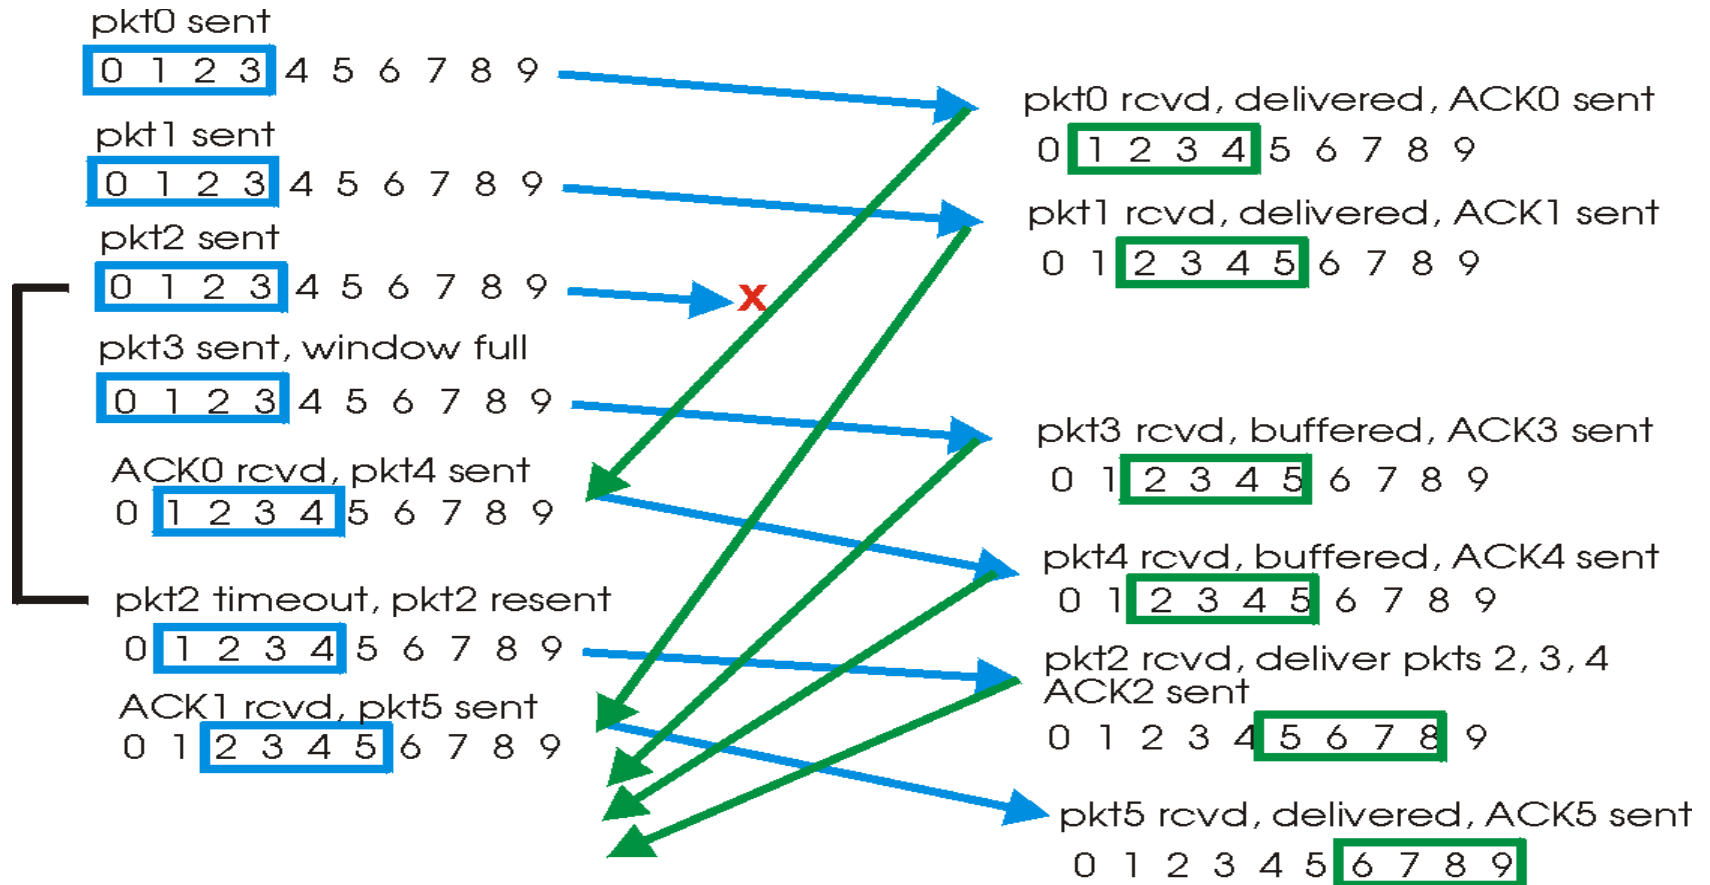 pkt0 sent
0 1 2 3 4 5 6 7 8 9
pkt1 sent
0 1 2 3 4 5 6 7 8 9
pkt2 sent
0 1 2 3 4 5 6 7 8 9
pkt3 sent, window full
0 1 2 3 4 5 6 7 8 9
ACK0 rcvd, pkt4 sent
0 1 2 3 4 5 6 7 8 9
pkt2 timeout, pkt2 resent
0 1 2 3 4 5 6 7 8 9
ACK1 rcvd, pkt5 sent
0 1 2 3 4 5 6 7 8 9
X
pkt0 rcvd, delivered, ACK0 sent
0 1 2 3 4 5 6 7 8 9
pkt1 rcvd, delivered, ACK1 sent
0 1 2 3 4 5 6 7 8 9
pkt3 rcvd, buffered, ACK3 sent
0 1 2 3 4 5 6 7 8 9
pkt4 rcvd, buffered, ACK4 sent
0 1 2 3 4 5 6 7 8 9
pkt2 rcvd, deliver pkts 2, 3, 4
ACK2 sent
0 1 2 3 4 5 6 7 8 9
pkt5 rcvd, delivered, ACK5 sent
0 1 2 3 4 5 6 7 8 9